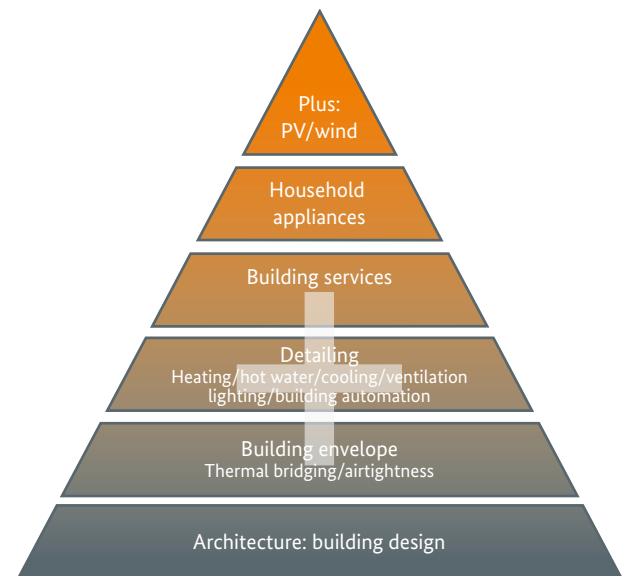 Plus:
PV/wind
Household
appliances
Building services
Detailing
Heating/hot water/cooling/ventilation
lighting/building automation
Building envelope
Thermal bridging/airtightness
Architecture: building design